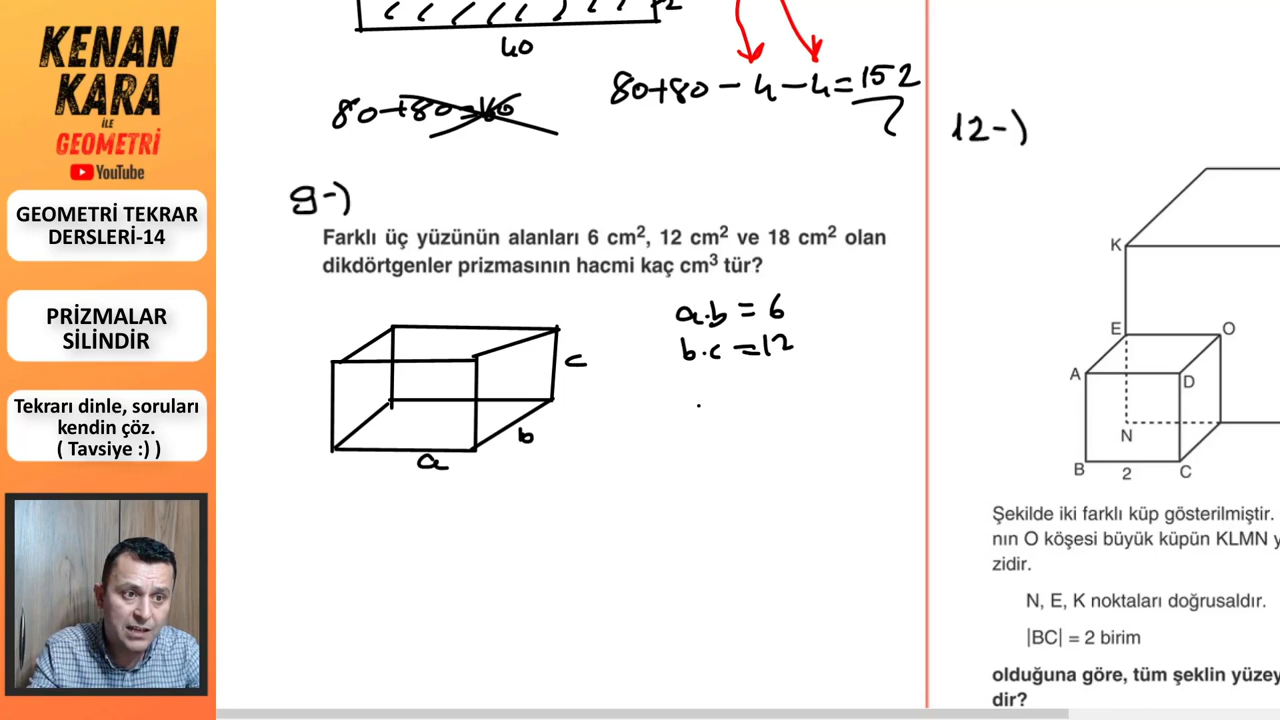 KENAN
KARA
İLE
GEOMETRİ
YouTube
GEOMETRİ TEKRAR
DERSLERİ-14
PRİZMALAR
SİLİNDİR
Tekrarı dinle, soruları
kendin çöz.
( Tavsiye :) )
2
40
80+80-4-4=152
9-)
Farklı üç yüzünün alanları 6 cm², 12 cm² ve 18 cm² olan
dikdörtgenler prizmasının hacmi kaç cm³ tür?
a.b = 6
b.c =12
c
b
a
12-)
K
E
O
A
D
N
B
2
C
Şekilde iki farklı küp gösterilmiştir.
nın O köşesi büyük küpün KLMN y
zidir.
N, E, K noktaları doğrusaldır.
|BC| = 2 birim
olduğuna göre, tüm şeklin yüzey
dir?